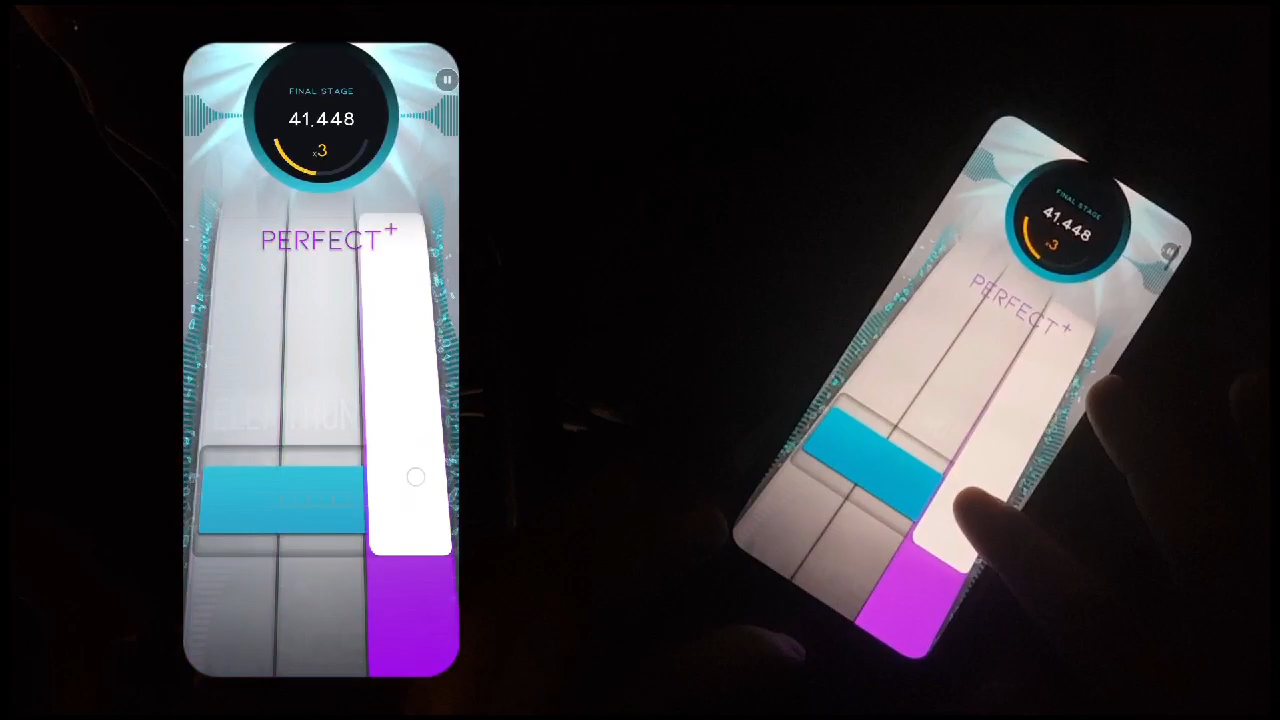 FINAL STAGE
41,448
x3
PERFECT+
FINAL STAGE
41,448
x3
PERFECT+